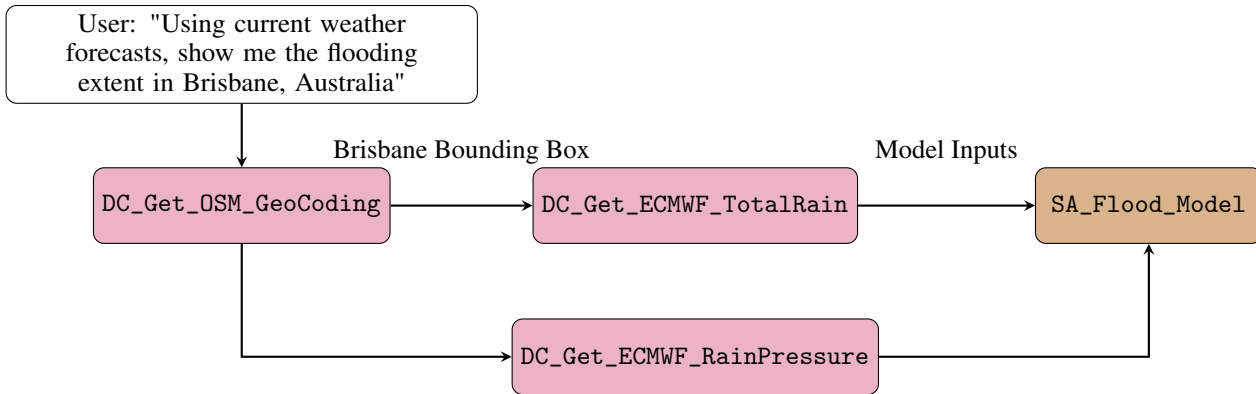 User: "Using current weather
forecasts, show me the flooding
extent in Brisbane, Australia"
Brisbane Bounding Box
Model Inputs
DC_Get_OSM_GeoCoding
DC_Get_ECMWF_TotalRain
SA_Flood_Model
DC_Get_ECMWF_RainPressure